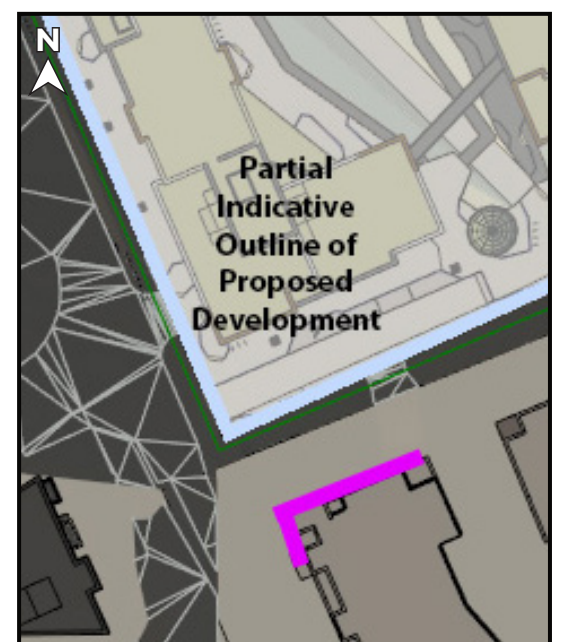 N
Partial
Indicative
Outline of
Proposed
Development